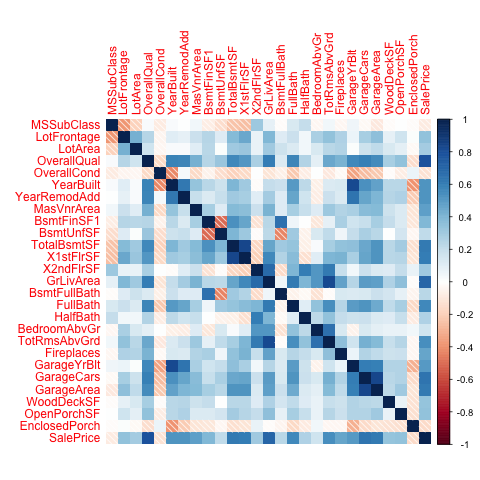 MSSubClass
LotFrontage
LotArea
OverallQual
OverallCond
YearBuilt
YearRemodAdd
MasVnrArea
BsmtFinSF1
BsmtUnfSF
TotalBsmtSF
X1stFlrSF
X2ndFlrSF
GrLivArea
BsmtFullBath
FullBath
HalfBath
BedroomAbvGr
TotRmsAbvGrd
Fireplaces
GarageYrBlt
GarageCars
GarageArea
WoodDeckSF
OpenPorchSF
EnclosedPorch
SalePrice
MSSubClass
LotFrontage
LotArea
OverallQual
OverallCond
YearBuilt
YearRemodAdd
MasVnrArea
BsmtFinSF1
BsmtUnfSF
TotalBsmtSF
X1stFlrSF
X2ndFlrSF
GrLivArea
BsmtFullBath
FullBath
HalfBath
BedroomAbvGr
TotRmsAbvGrd
Fireplaces
GarageYrBlt
GarageCars
GarageArea
WoodDeckSF
OpenPorchSF
EnclosedPorch
SalePrice
1
0.8
0.6
0.4
0.2
0
-0.2
-0.4
-0.6
-0.8
-1